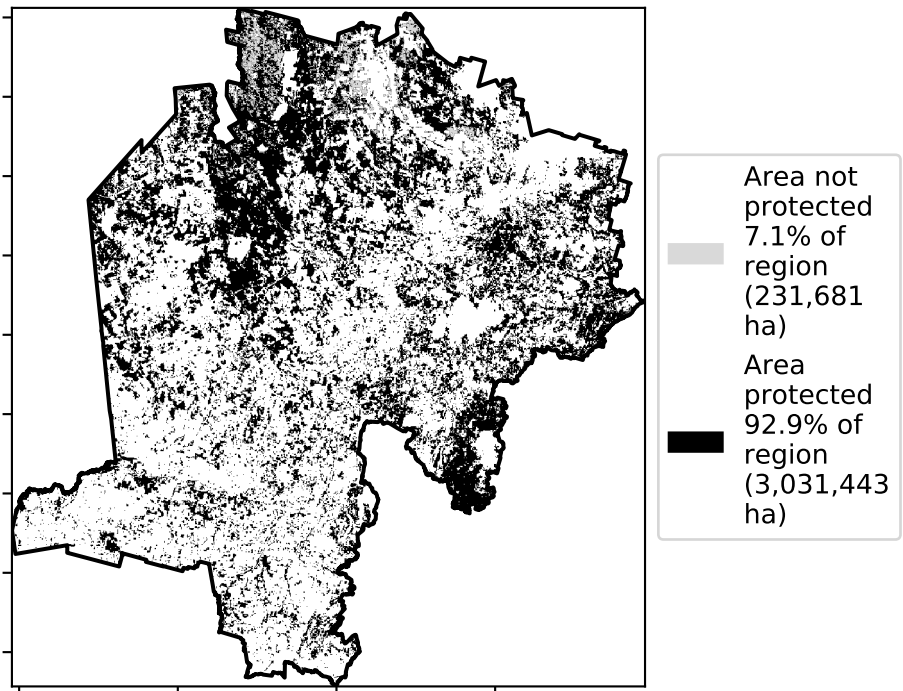 Area not
protected
7.1% of
region
(231,681
ha)
Area
protected
92.9% of
region
(3,031,443
ha)